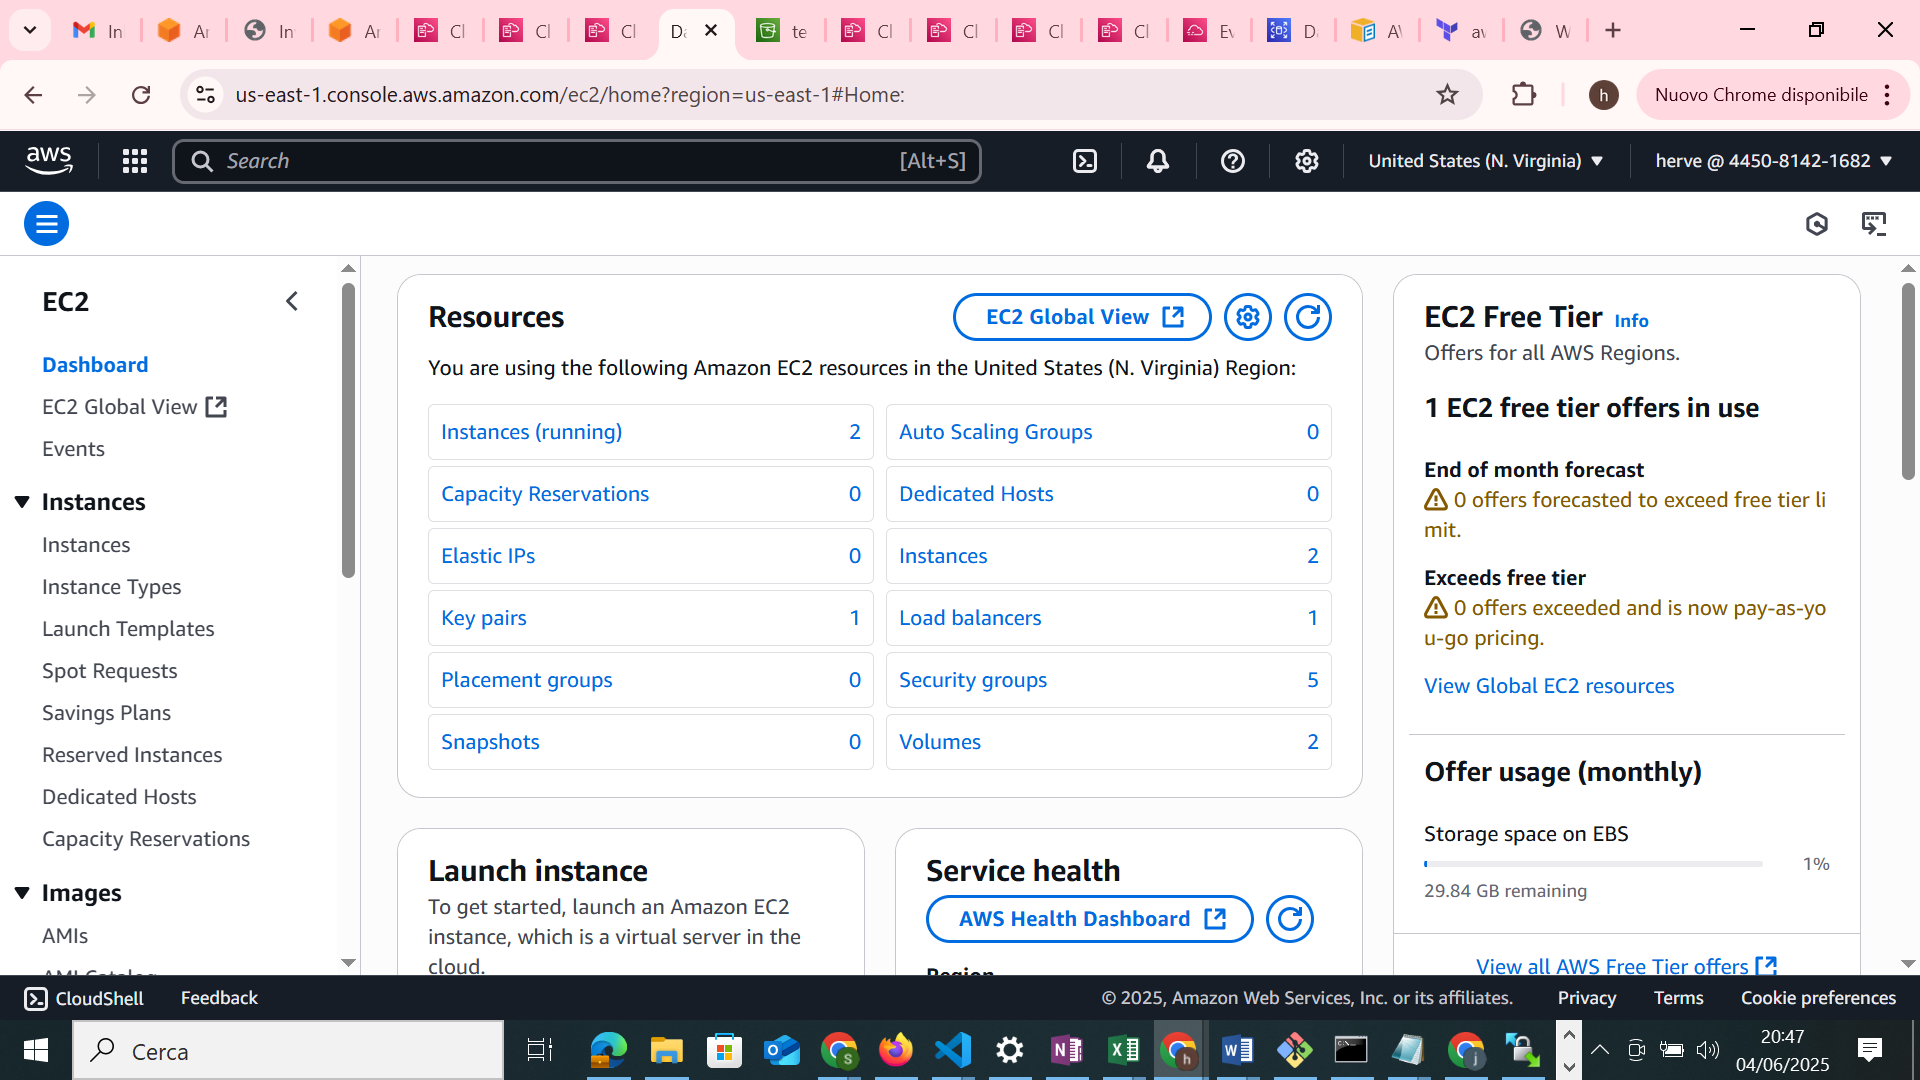 In
Ar
In
Ar
Cl
Cl
Cl
Da
te
Cl
Cl
Cl
Cl
Ev
Da
AV
av
W
us-east-1.console.aws.amazon.com/ec2/home?region=us-east-1#Home:
h
Nuovo Chrome disponibile
aws
Search
[Alt+S]
United States (N. Virginia)
herve @ 4450-8142-1682
EC2
Dashboard
EC2 Global View
Events
Instances
Instances
Instance Types
Launch Templates
Spot Requests
Savings Plans
Reserved Instances
Dedicated Hosts
Capacity Reservations
Images
AMIs
AMI Catalog
Resources
EC2 Global View
You are using the following Amazon EC2 resources in the United States (N. Virginia) Region:
Instances (running) 2
Auto Scaling Groups 0
Capacity Reservations 0
Dedicated Hosts 0
Elastic IPs 0
Instances 2
Key pairs 1
Load balancers 1
Placement groups 0
Security groups 5
Snapshots 0
Volumes 2
Launch instance
To get started, launch an Amazon EC2
instance, which is a virtual server in the
cloud.
Service health
AWS Health Dashboard
Region
EC2 Free Tier Info
Offers for all AWS Regions.
1 EC2 free tier offers in use
End of month forecast
0 offers forecasted to exceed free tier li
mit.
Exceeds free tier
0 offers exceeded and is now pay-as-yo
u-go pricing.
View Global EC2 resources
Offer usage (monthly)
Storage space on EBS
1%
29.84 GB remaining
View all AWS Free Tier offers
CloudShell
Feedback
© 2025, Amazon Web Services, Inc. or its affiliates.
Privacy
Terms
Cookie preferences
Cerca
20:47
04/06/2025